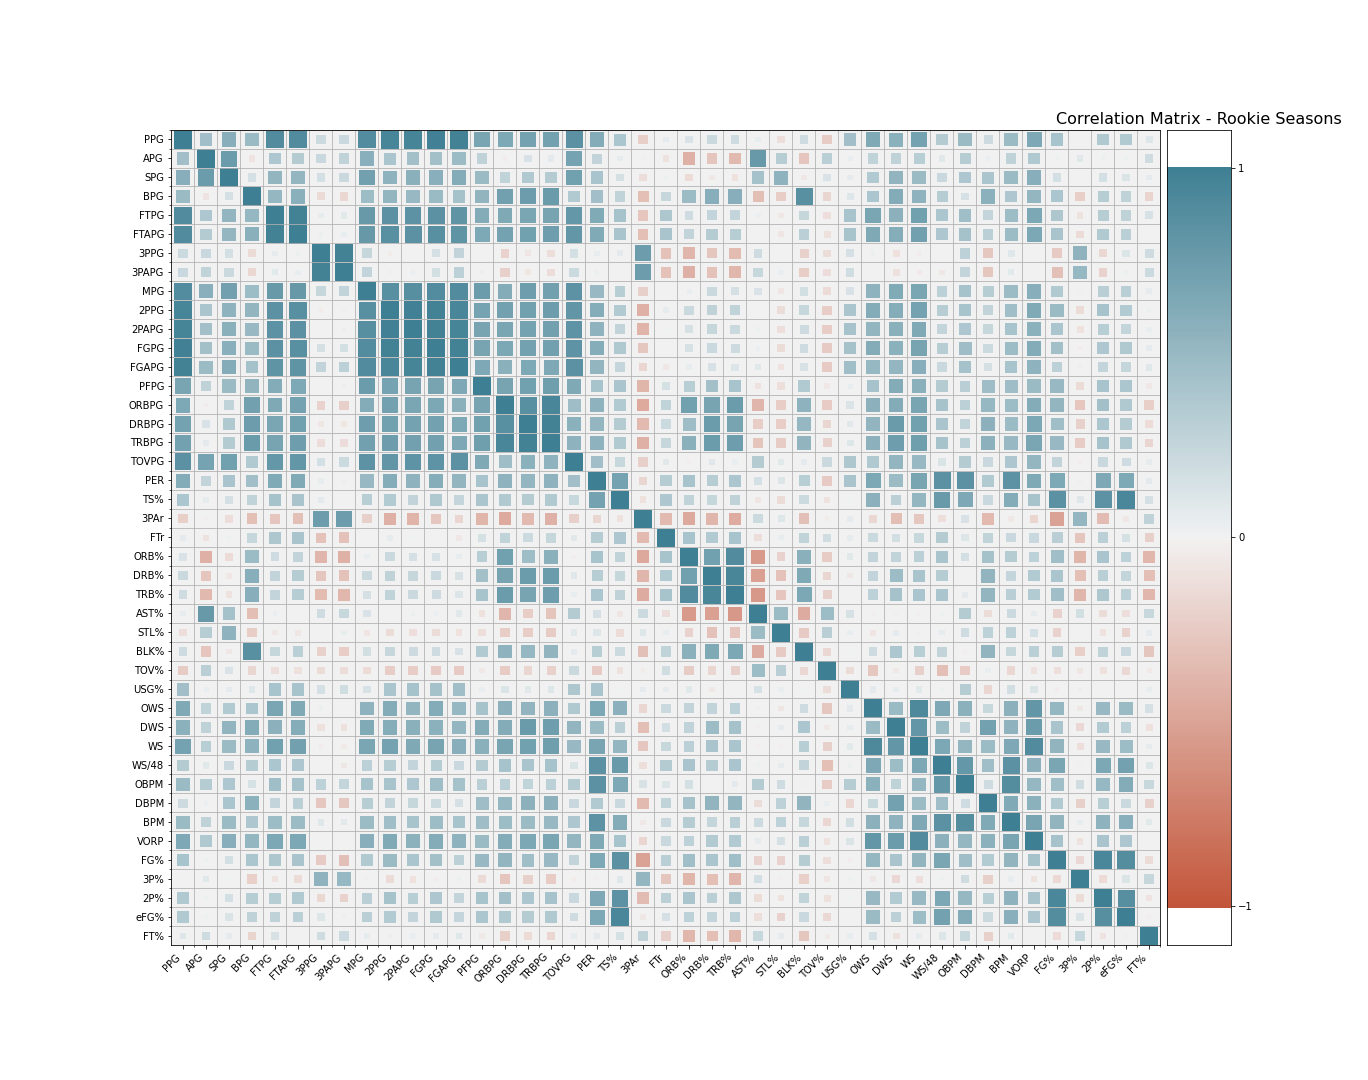 Correlation Matrix - Rookie Seasons
PPG
APG
SPG
BPG
FTPG
FTAPG
3PPG
3PAPG
MPG
2PPG
2PAPG
FGPG
FGAPG
PFPG
ORBPG
DRBPG
TRBPG
TOVPG
PER
TS%
3PAr
FTr
ORB%
DRB%
TRB%
AST%
STL%
BLK%
TOV%
USG%
OWS
DWS
WS
WS/48
OBPM
DBPM
BPM
VORP
FG%
3P%
2P%
eFG%
FT%
PPG APG SPG BPG FTPG FTAPG 3PPG 3PAPG MPG 2PPG 2PAPG FGPG FGAPG PFPG ORBPG DRBPG TRBPG TOVPG PER TS% 3PAr FTr ORB% DRB% TRB% AST% STL% BLK% TOV% USG% OWS DWS WS WS/48 OBPM DBPM BPM VORP FG% 3P% 2P% eFG% FT%
1
0
−1